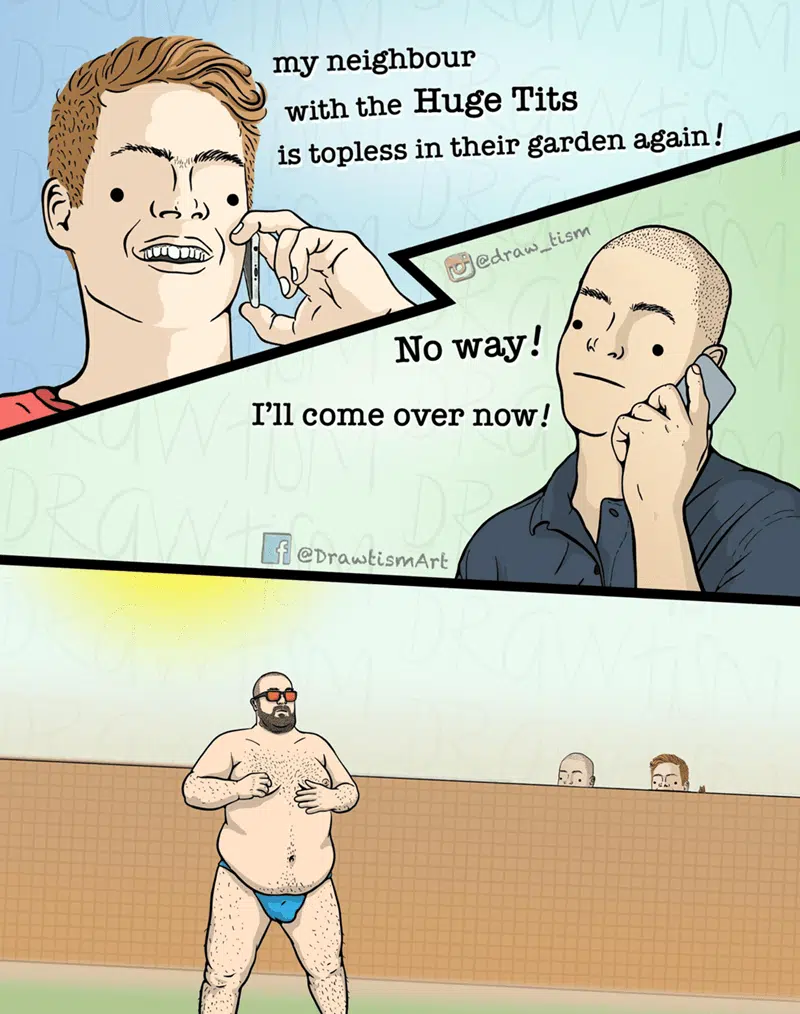 my neighbour
with the Huge Tits
is topless in their garden again!
@draw_tism
No way!
I'll come over now!
f @DrawtismArt
DRAWTISM